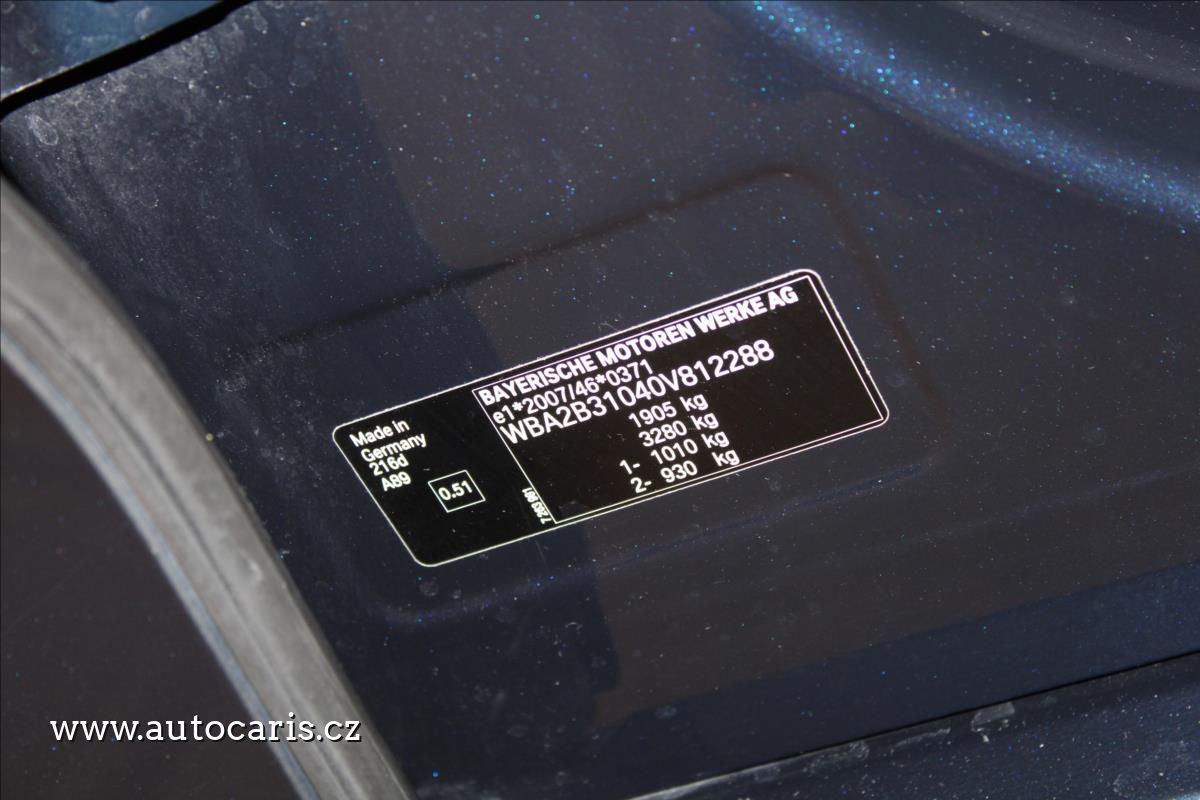 BAYERISCHE MOTOREN WERKE AG
e1*2007/46*0371
WBA2B31040V812288
1905 kg
3280 kg
1- 1010 kg
2- 930 kg
Made in
Germany
216d
A89
0.51
www.autocaris.cz